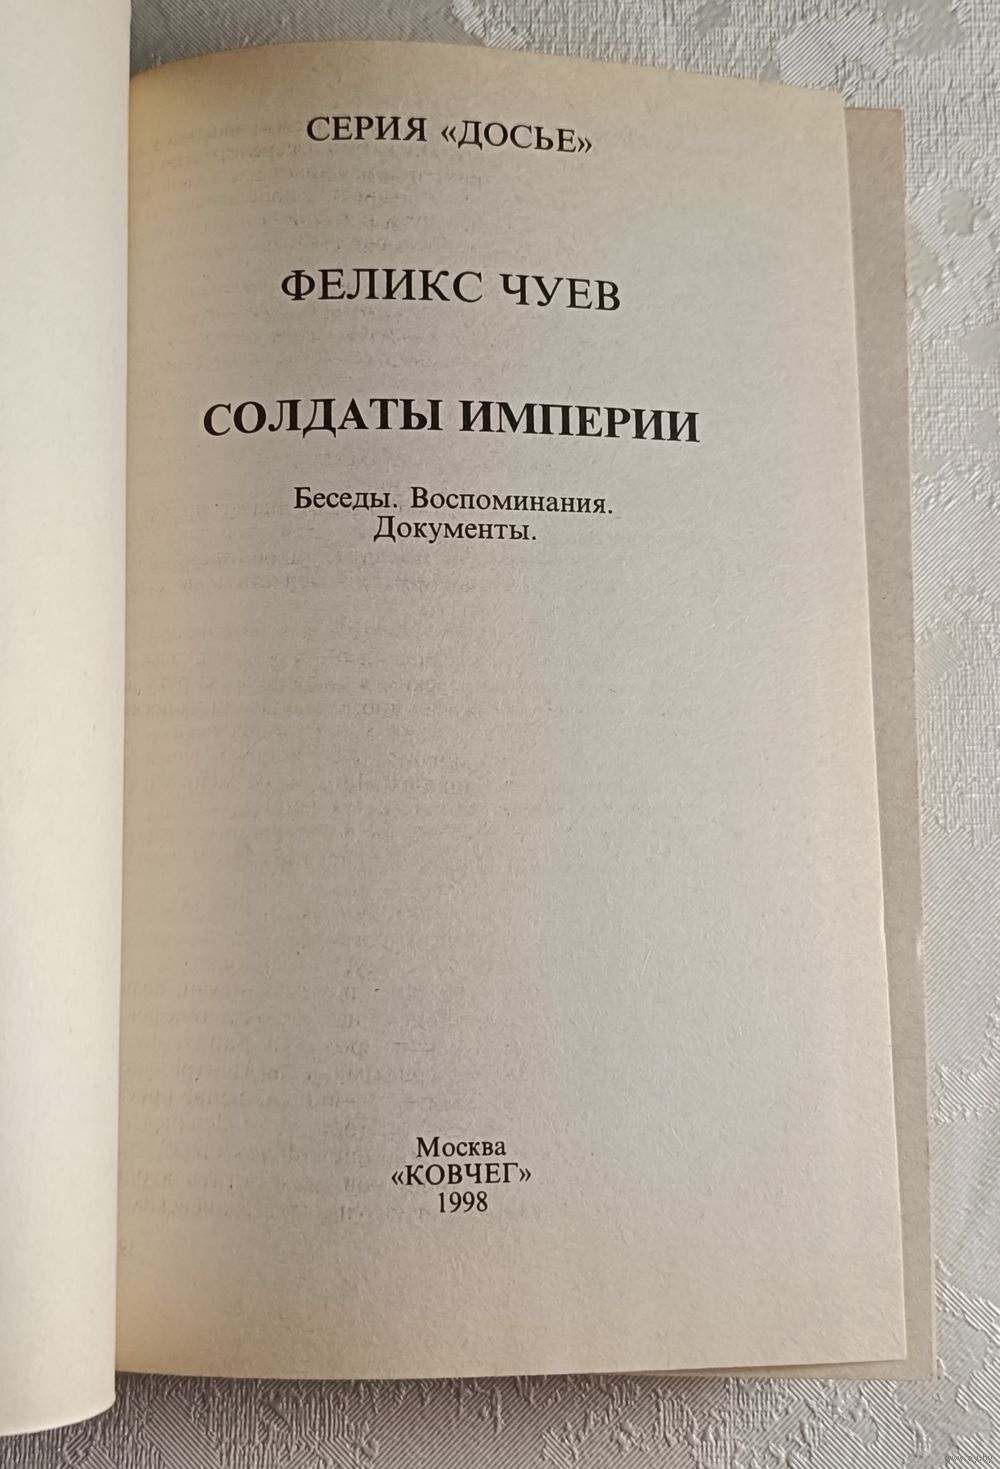 СЕРИЯ «ДОСЬЕ»
ФЕЛИКС ЧУЕВ
СОЛДАТЫ ИМПЕРИИ
Беседы. Воспоминания.
Документы.
Москва
«КОВЧЕГ»
1998